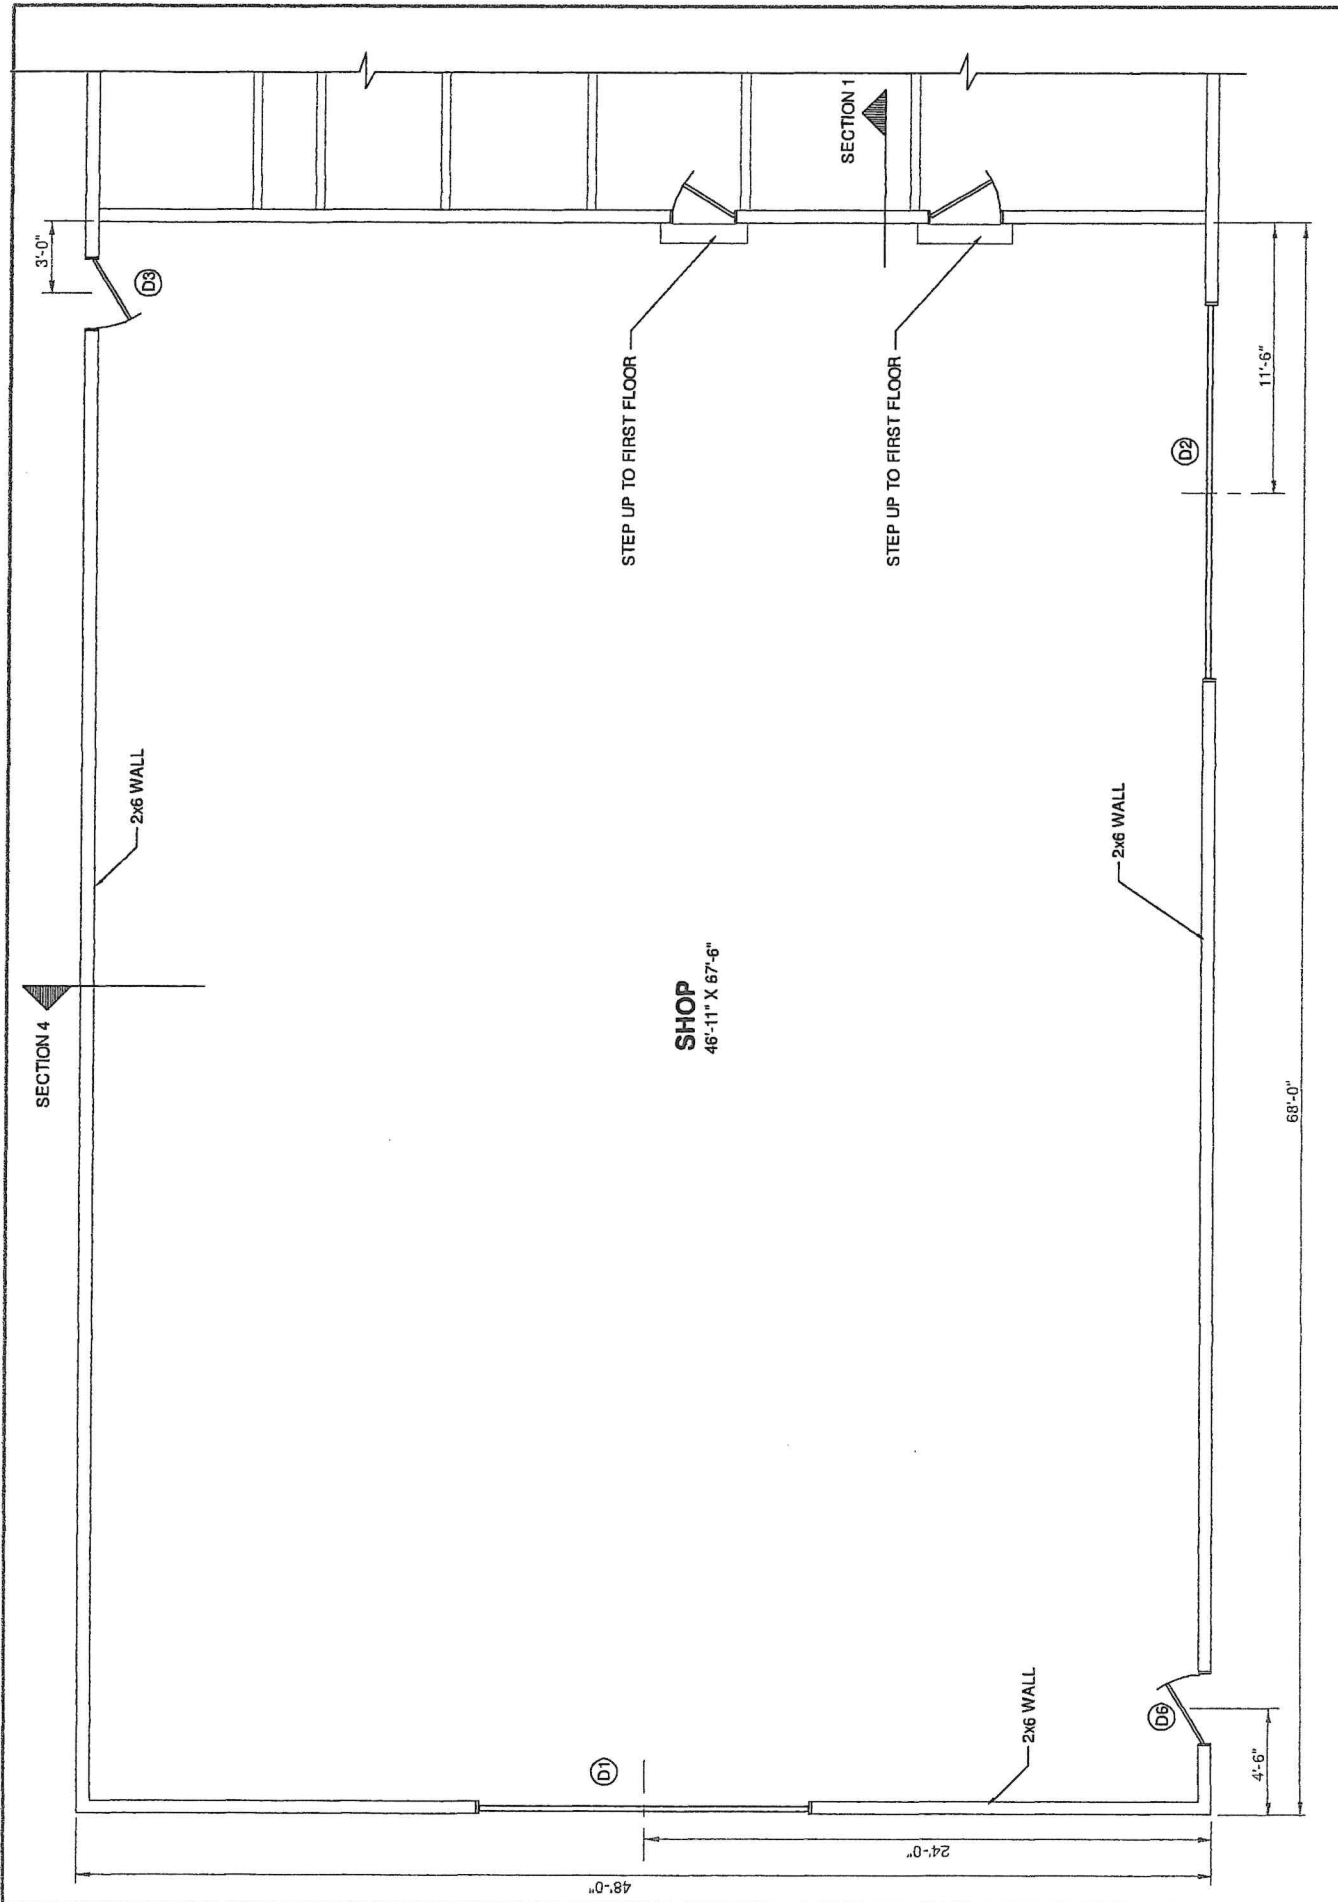 3'-0"
D3
SECTION 1
STEP UP TO FIRST FLOOR
STEP UP TO FIRST FLOOR
11'-6"
D2
2x6 WALL
2x6 WALL
SECTION 4
SHOP
46'-11" X 67'-6"
68'-0"
D1
2x6 WALL
D6
4'-6"
24'-0"
48'-0"